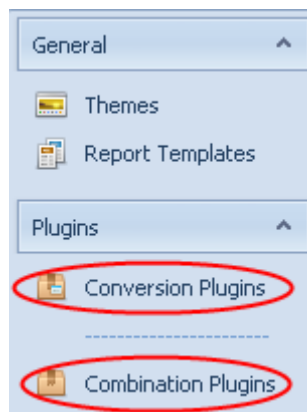 General
Themes
Report Templates
Plugins
Conversion Plugins
Combination Plugins